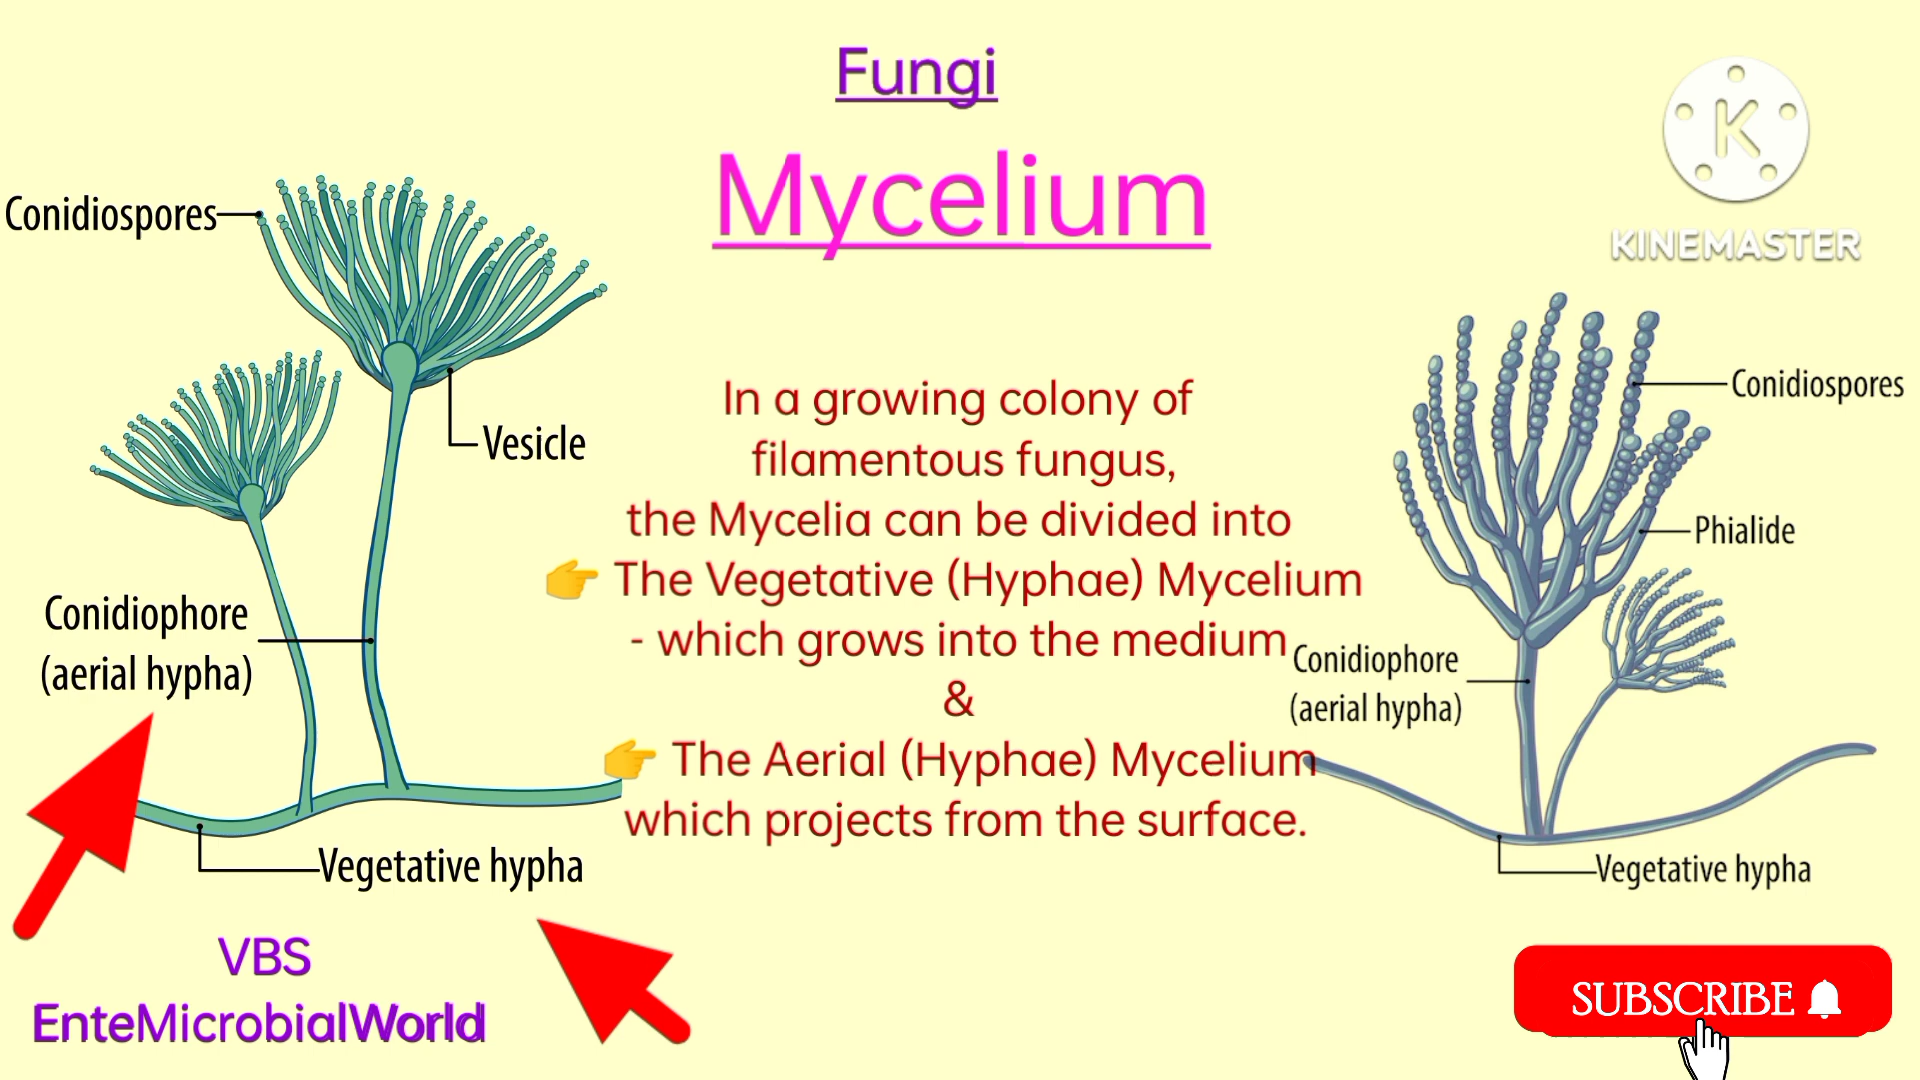 Fungi
Mycelium
K
KINEMASTER
Conidiospores
Vesicle
Conidiophore
(aerial hypha)
Vegetative hypha
In a growing colony of
filamentous fungus,
the Mycelia can be divided into
👉 The Vegetative (Hyphae) Mycelium
- which grows into the medium
&
👉 The Aerial (Hyphae) Mycelium
which projects from the surface.
Conidiospores
Phialide
Conidiophore
(aerial hypha)
Vegetative hypha
VBS
EnteMicrobialWorld
SUBSCRIBE